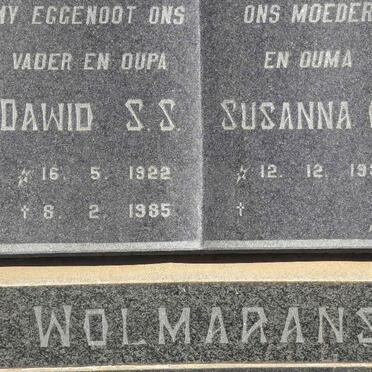 MY EGGENOOT ONS
VADER EN OUPA
DAWID S.S.
☆ 16. 5. 1922
† 8. 2. 1985
ONS MOEDER
EN OUMA
SUSANNA
☆ 12. 12. 19
†
WOLMARANS